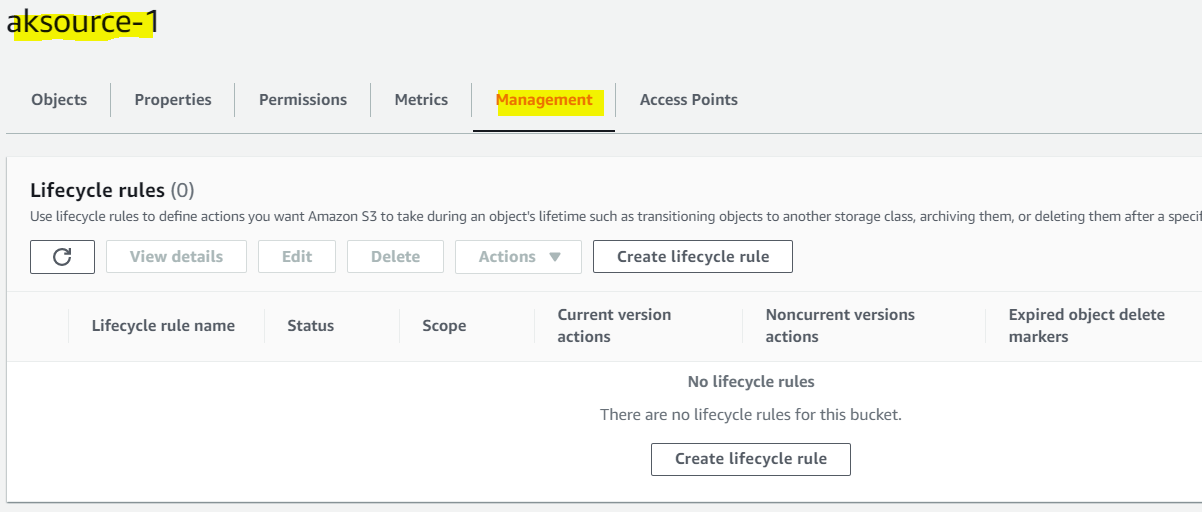 aksource-1
Objects
Properties
Permissions
Metrics
Management
Access Points
Lifecycle rules (0)
Use lifecycle rules to define actions you want Amazon S3 to take during an object's lifetime such as transitioning objects to another storage class, archiving them, or deleting them after a
View details
Edit
Delete
Actions
Create lifecycle rule
Lifecycle rule name
Status
Scope
Current version
actions
Noncurrent versions
actions
Expired object delete
markers
No lifecycle rules
There are no lifecycle rules for this bucket.
Create lifecycle rule